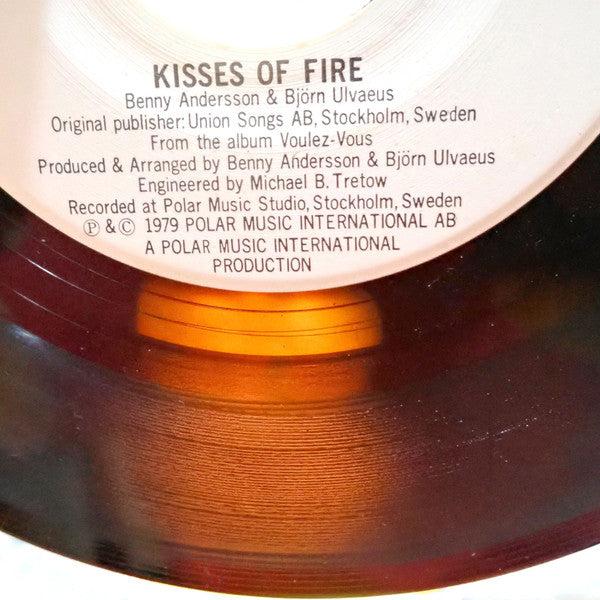 KISSES OF FIRE
Benny Andersson & Björn Ulvaeus
Original publisher: Union Songs AB, Stockholm, Sweden
From the album Voulez-Vous
Produced & Arranged by Benny Andersson & Björn Ulvaeus
Engineered by Michael B. Tretow
Recorded at Polar Music Studio, Stockholm, Sweden
Ⓟ & © 1979 POLAR MUSIC INTERNATIONAL AB
A POLAR MUSIC INTERNATIONAL
PRODUCTION